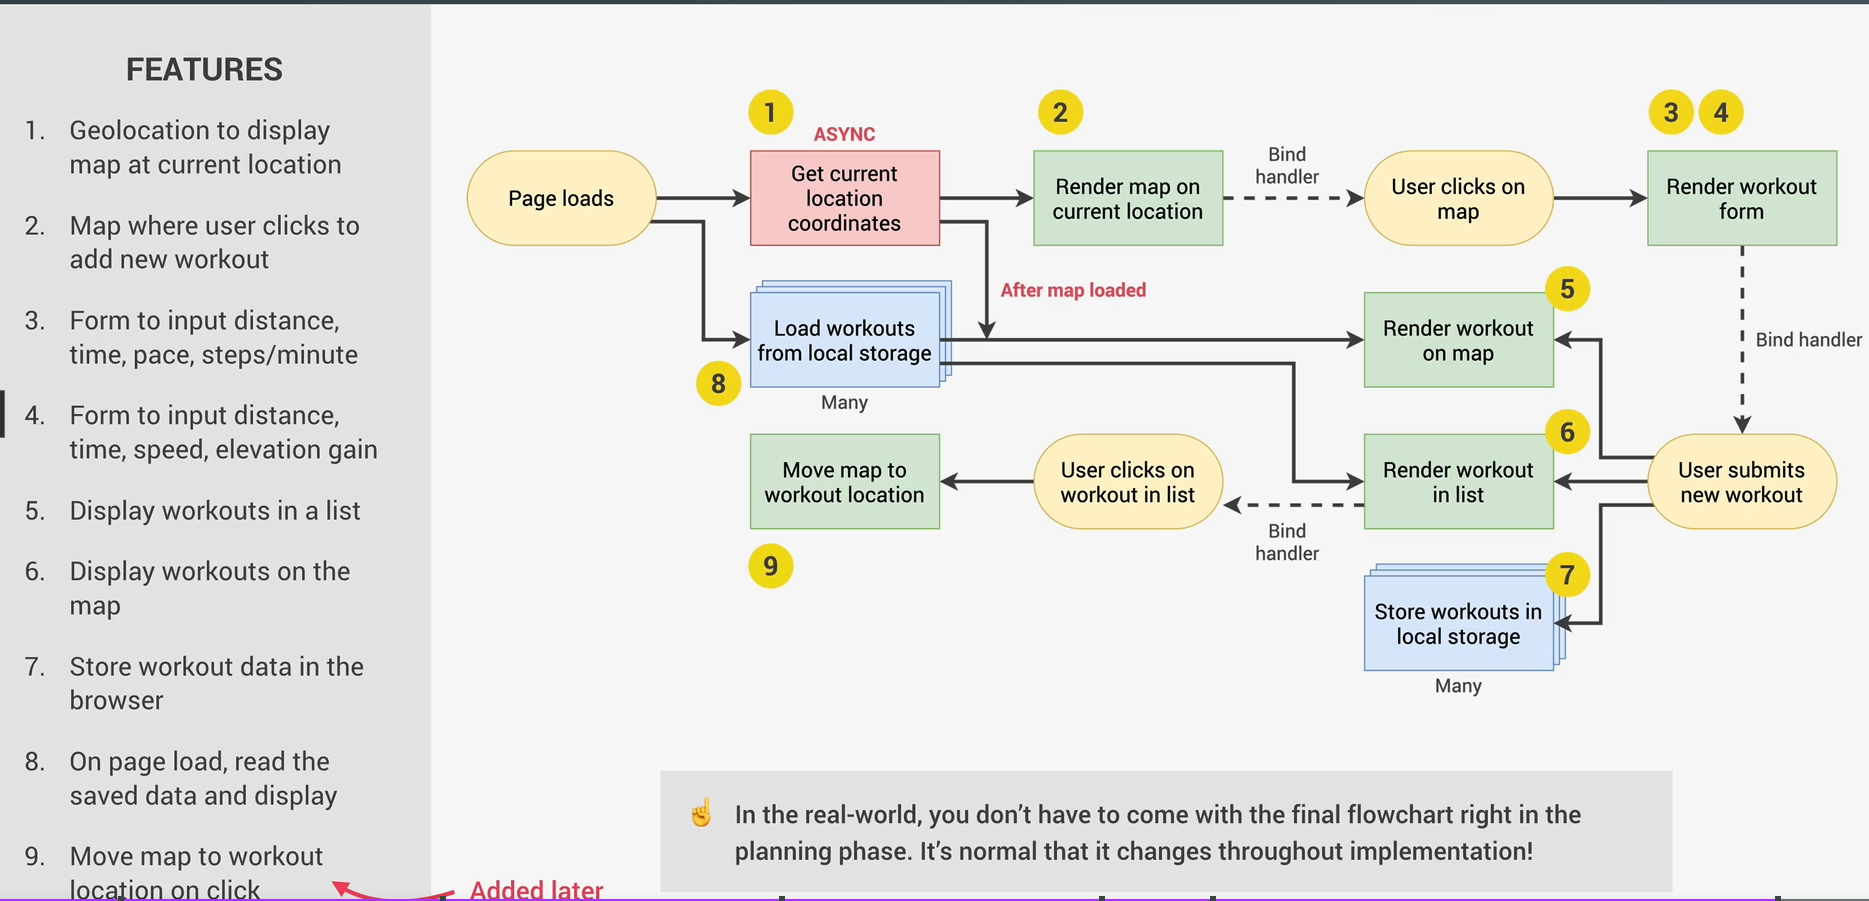 FEATURES
1. Geolocation to display
map at current location
2. Map where user clicks to
add new workout
3. Form to input distance,
time, pace, steps/minute
4. Form to input distance,
time, speed, elevation gain
5. Display workouts in a list
6. Display workouts on the
map
7. Store workout data in the
browser
8. On page load, read the
saved data and display
9. Move map to workout
location on click
Added later
1
2
3 4
ASYNC
Page loads
Get current
location
coordinates
Render map on
current location
Bind
handler
User clicks on
map
Render workout
form
After map loaded
5
Load workouts
from local storage
8
Many
Render workout
on map
Bind handler
6
Move map to
workout location
9
User clicks on
workout in list
Bind
handler
Render workout
in list
User submits
new workout
7
Store workouts in
local storage
Many
☝ In the real-world, you don’t have to come with the final flowchart right in the
planning phase. It’s normal that it changes throughout implementation!